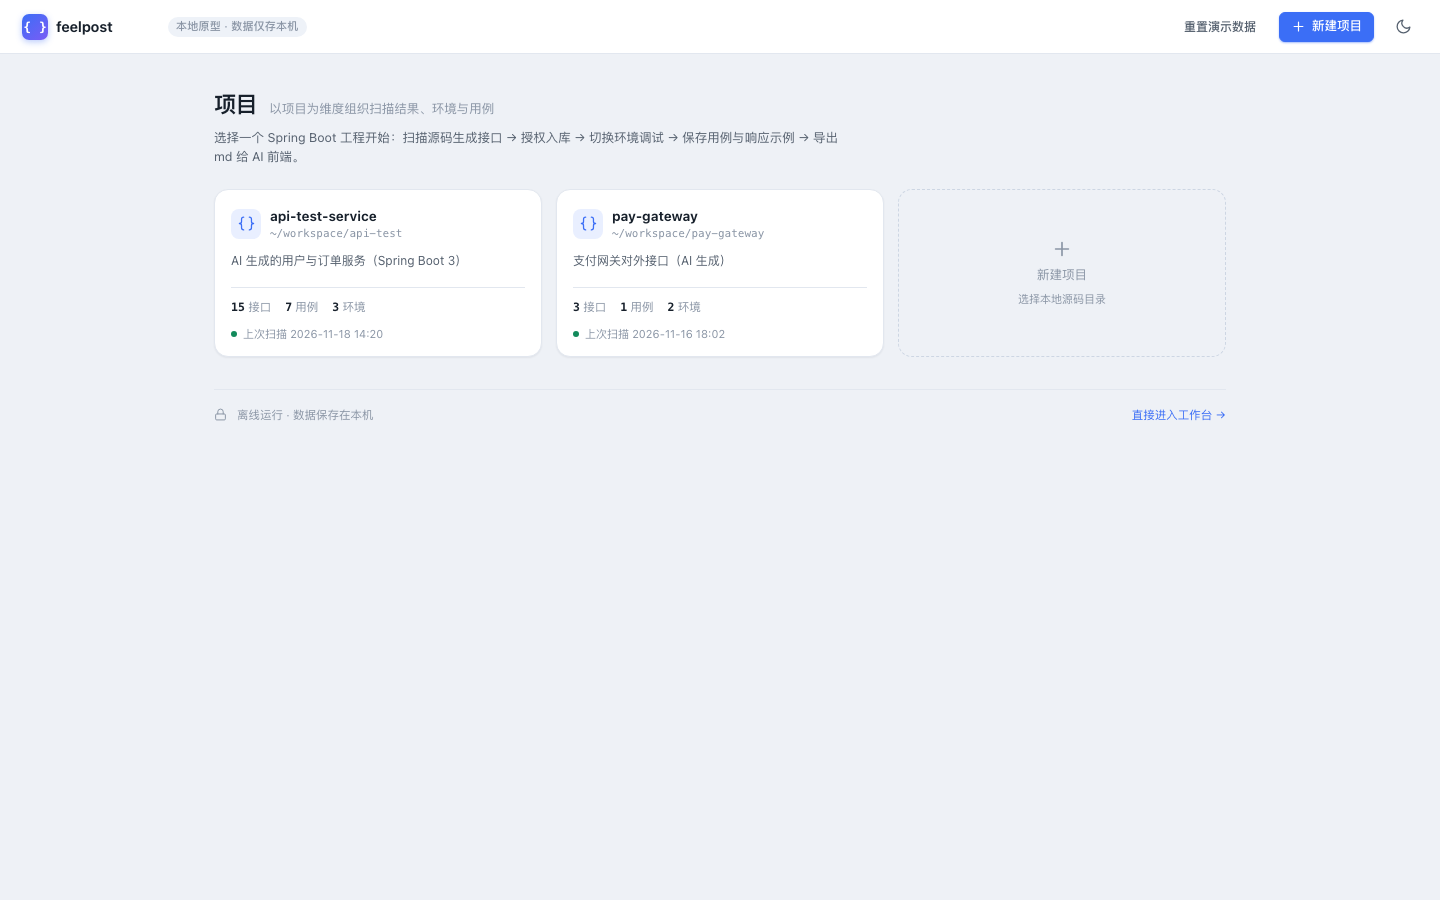 { } feelpost
本地原型 · 数据仅存本机
重置演示数据
新建项目
项目 以项目为维度组织扫描结果、环境与用例
选择一个 Spring Boot 工程开始：扫描源码生成接口 → 授权入库 → 切换环境调试 → 保存用例与响应示例 → 导出
md 给 AI 前端。
{} api-test-service
~/workspace/api-test
AI 生成的用户与订单服务（Spring Boot 3）
15 接口 7 用例 3 环境
上次扫描 2026-11-18 14:20
{} pay-gateway
~/workspace/pay-gateway
支付网关对外接口（AI 生成）
3 接口 1 用例 2 环境
上次扫描 2026-11-16 18:02
新建项目
选择本地源码目录
离线运行 · 数据保存在本机
直接进入工作台 →